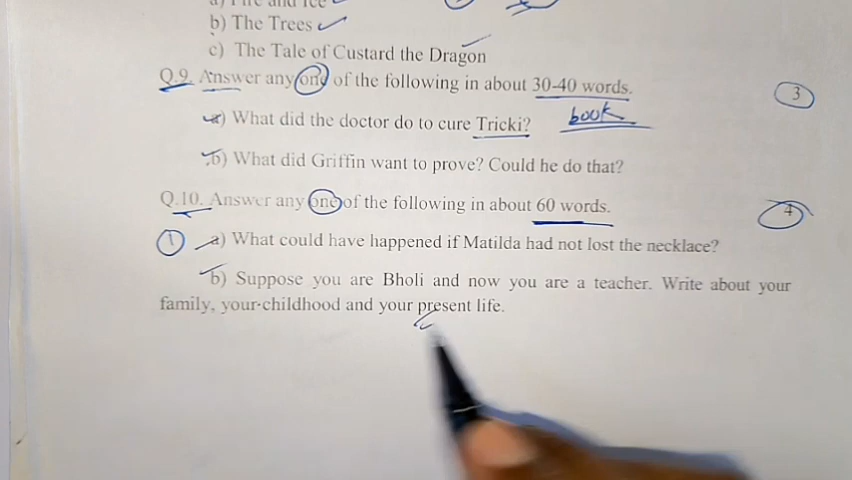 a) Fire and Ice
b) The Trees
c) The Tale of Custard the Dragon
Q.9. Answer any one of the following in about 30-40 words. 3
a) What did the doctor do to cure Tricki? book
b) What did Griffin want to prove? Could he do that?
Q.10. Answer any one of the following in about 60 words. 4
1 a) What could have happened if Matilda had not lost the necklace?
b) Suppose you are Bholi and now you are a teacher. Write about your
family, your childhood and your present life.